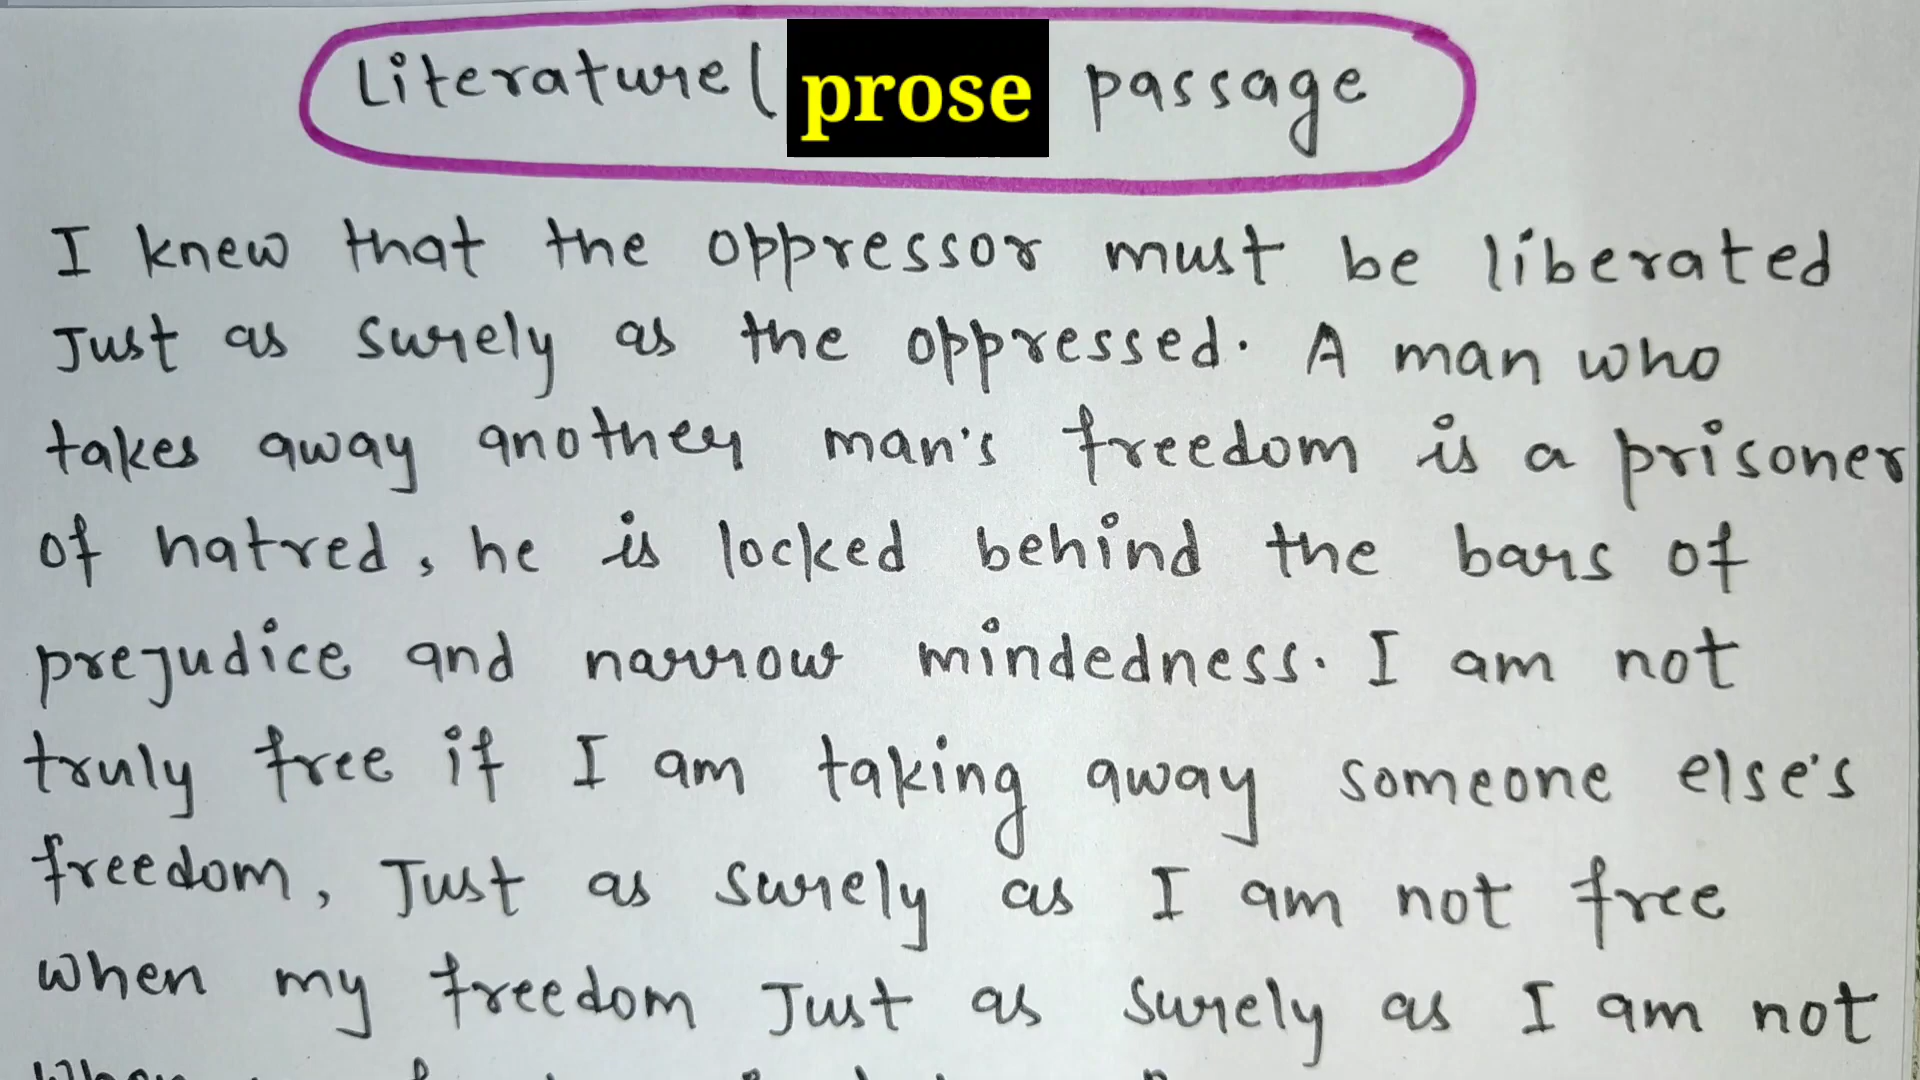 Literature( prose passage
I knew that the oppressor must be liberated
Just as surely as the oppressed. A man who
takes away another man's freedom is a prisoner
of hatred, he is locked behind the bars of
prejudice and narrow mindedness. I am not
truly free if I am taking away someone else's
freedom, Just as surely as I am not free
when my freedom Just as surely as I am not